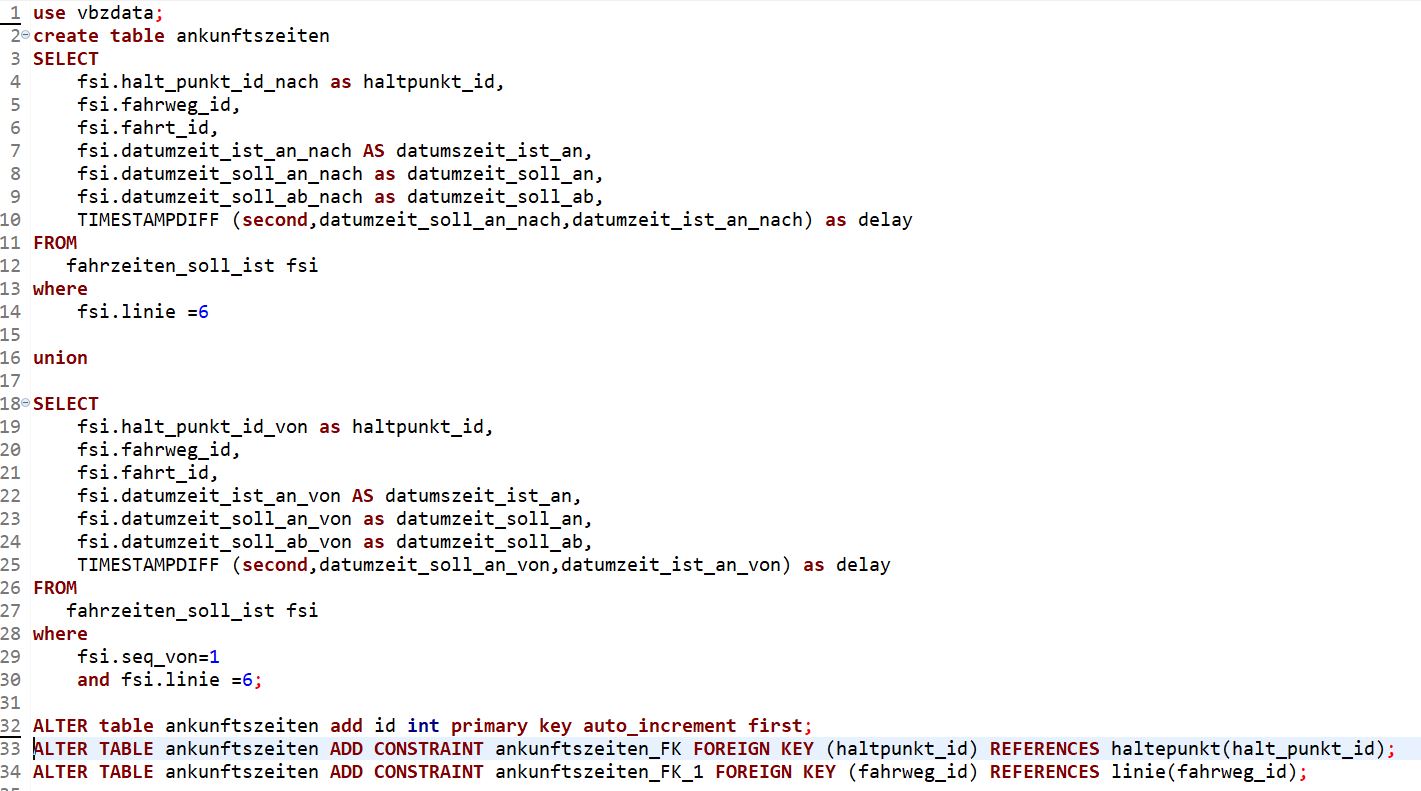 1 use vbzdata;
2 create table ankunftszeiten
3 SELECT
4 fsi.halt_punkt_id_nach as haltpunkt_id,
5 fsi.fahrweg_id,
6 fsi.fahrt_id,
7 fsi.datumzeit_ist_an_nach AS datumszeit_ist_an,
8 fsi.datumzeit_soll_an_nach as datumzeit_soll_an,
9 fsi.datumzeit_soll_ab_nach as datumzeit_soll_ab,
10 TIMESTAMPDIFF (second,datumzeit_soll_an_nach,datumzeit_ist_an_nach) as delay
11 FROM
12 fahrzeiten_soll_ist fsi
13 where
14 fsi.linie =6
15
16 union
17
18 SELECT
19 fsi.halt_punkt_id_von as haltpunkt_id,
20 fsi.fahrweg_id,
21 fsi.fahrt_id,
22 fsi.datumzeit_ist_an_von AS datumszeit_ist_an,
23 fsi.datumzeit_soll_an_von as datumzeit_soll_an,
24 fsi.datumzeit_soll_ab_von as datumzeit_soll_ab,
25 TIMESTAMPDIFF (second,datumzeit_soll_an_von,datumzeit_ist_an_von) as delay
26 FROM
27 fahrzeiten_soll_ist fsi
28 where
29 fsi.seq_von=1
30 and fsi.linie =6;
31
32 ALTER table ankunftszeiten add id int primary key auto_increment first;
33 ALTER TABLE ankunftszeiten ADD CONSTRAINT ankunftszeiten_FK FOREIGN KEY (haltpunkt_id) REFERENCES haltepunkt(halt_punkt_id);
34 ALTER TABLE ankunftszeiten ADD CONSTRAINT ankunftszeiten_FK_1 FOREIGN KEY (fahrweg_id) REFERENCES linie(fahrweg_id);